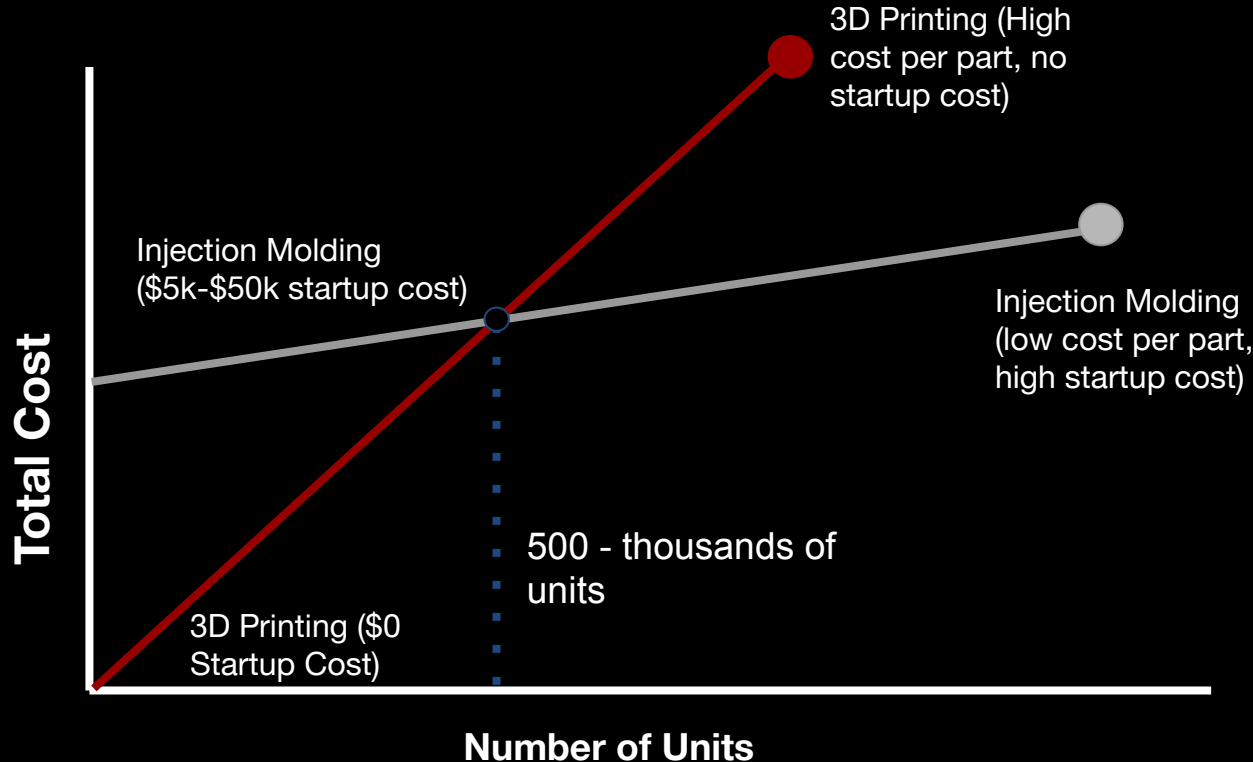 3D Printing (High
cost per part, no
startup cost)
Injection Molding
($5k-$50k startup cost)
Injection Molding
(low cost per part,
high startup cost)
Total Cost
500 - thousands of
units
3D Printing ($0
Startup Cost)
Number of Units